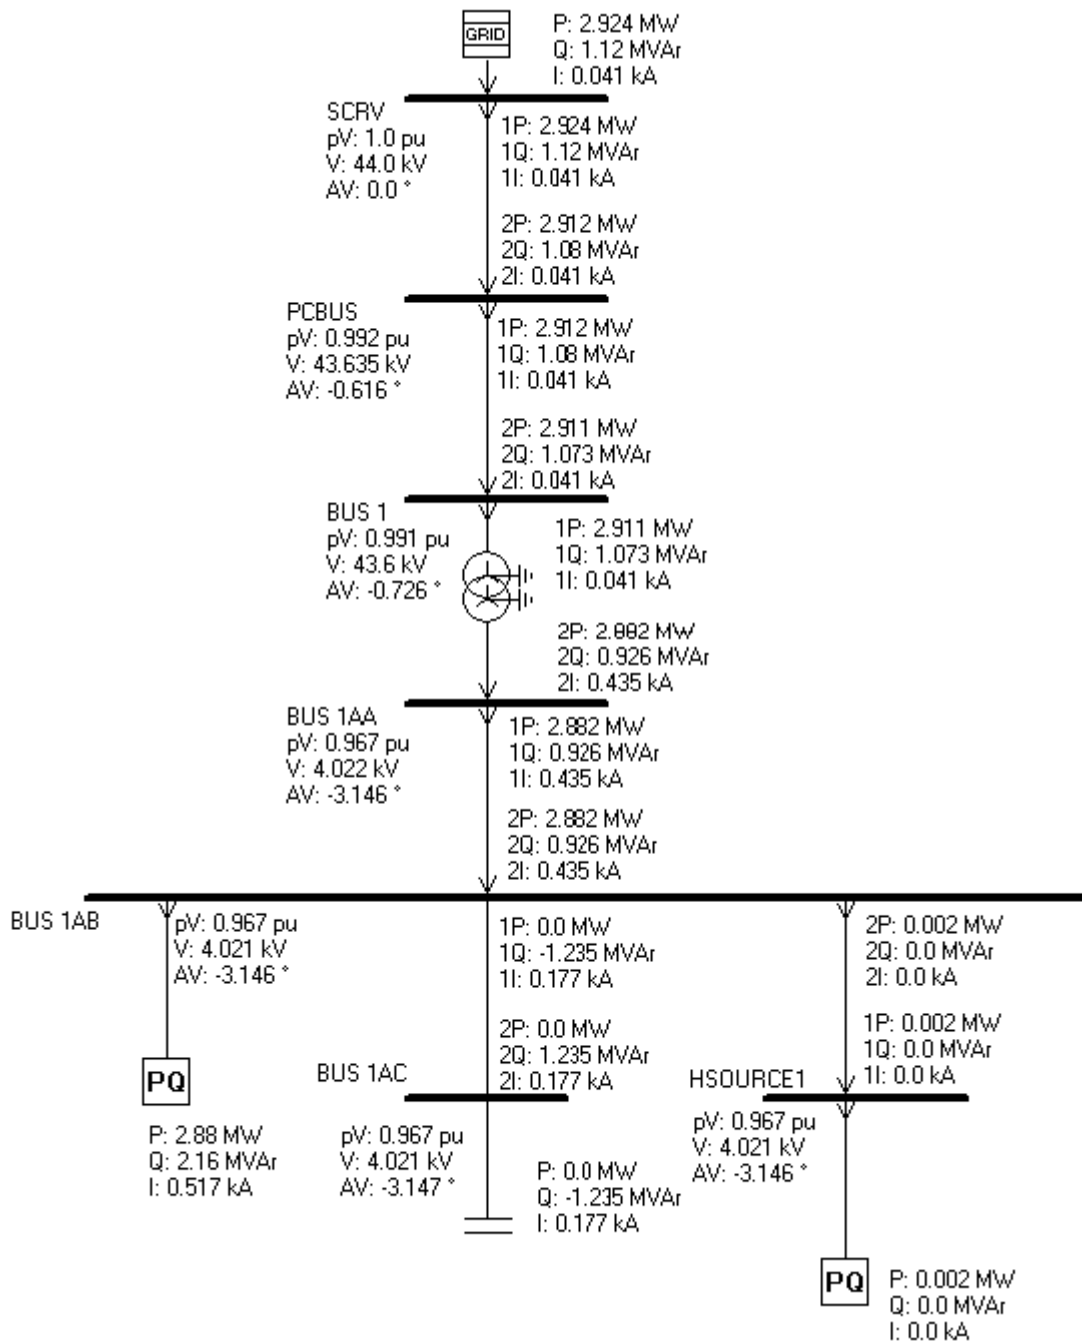 GRID
P: 2.924 MW
Q: 1.12 MVAr
I: 0.041 kA
SCRV
pV: 1.0 pu
V: 44.0 kV
AV: 0.0 °
1P: 2.924 MW
1Q: 1.12 MVAr
1I: 0.041 kA
2P: 2.912 MW
2Q: 1.08 MVAr
2I: 0.041 kA
PCBUS
pV: 0.992 pu
V: 43.635 kV
AV: -0.616 °
1P: 2.912 MW
1Q: 1.08 MVAr
1I: 0.041 kA
2P: 2.911 MW
2Q: 1.073 MVAr
2I: 0.041 kA
BUS 1
pV: 0.991 pu
V: 43.6 kV
AV: -0.726 °
1P: 2.911 MW
1Q: 1.073 MVAr
1I: 0.041 kA
2P: 2.882 MW
2Q: 0.926 MVAr
2I: 0.435 kA
BUS 1AA
pV: 0.967 pu
V: 4.022 kV
AV: -3.146 °
1P: 2.882 MW
1Q: 0.926 MVAr
1I: 0.435 kA
2P: 2.882 MW
2Q: 0.926 MVAr
2I: 0.435 kA
BUS 1AB
pV: 0.967 pu
V: 4.021 kV
AV: -3.146 °
1P: 0.0 MW
1Q: -1.235 MVAr
1I: 0.177 kA
2P: 0.002 MW
2Q: 0.0 MVAr
2I: 0.0 kA
2P: 0.0 MW
2Q: 1.235 MVAr
2I: 0.177 kA
1P: 0.002 MW
1Q: 0.0 MVAr
1I: 0.0 kA
PQ
P: 2.88 MW
Q: 2.16 MVAr
I: 0.517 kA
BUS 1AC
pV: 0.967 pu
V: 4.021 kV
AV: -3.147 °
P: 0.0 MW
Q: -1.235 MVAr
I: 0.177 kA
HSOURCE1
pV: 0.967 pu
V: 4.021 kV
AV: -3.146 °
PQ
P: 0.002 MW
Q: 0.0 MVAr
I: 0.0 kA